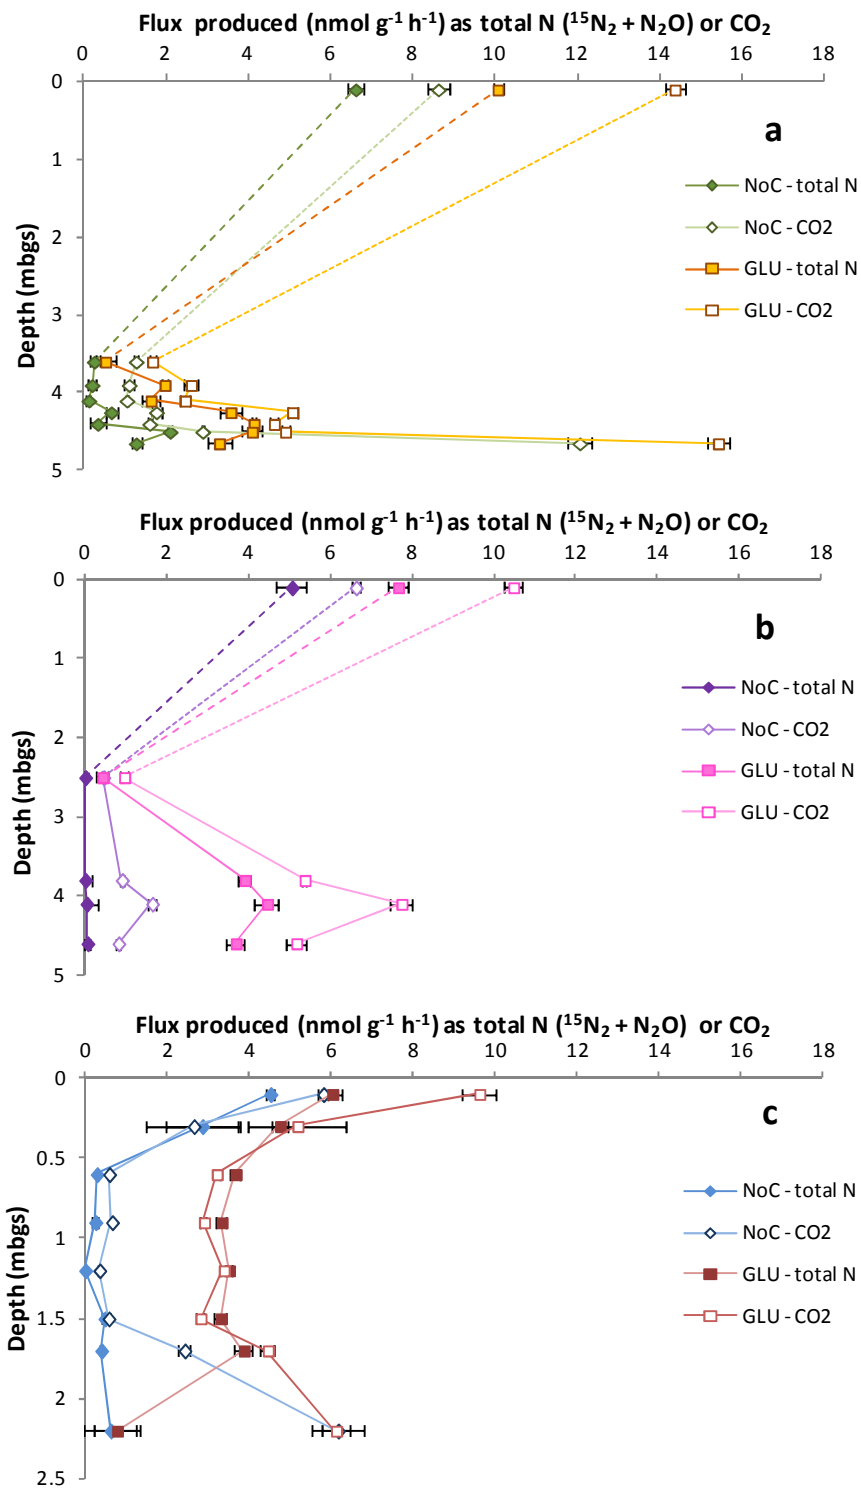 Flux produced (nmol g-1 h-1) as total N (15N2 + N2O) or CO2
0 2 4 6 8 10 12 14 16 18
0
1
2
3
4
5
Depth (mbgs)
a
NoC - total N
NoC - CO2
GLU - total N
GLU - CO2
Flux produced (nmol g-1 h-1) as total N (15N2 + N2O) or CO2
0 2 4 6 8 10 12 14 16 18
0
1
2
3
4
5
Depth (mbgs)
b
NoC - total N
NoC - CO2
GLU - total N
GLU - CO2
Flux produced (nmol g-1 h-1) as total N (15N2 + N2O) or CO2
0 2 4 6 8 10 12 14 16 18
0
0.5
1
1.5
2
2.5
Depth (mbgs)
c
NoC - total N
NoC - CO2
GLU - total N
GLU - CO2